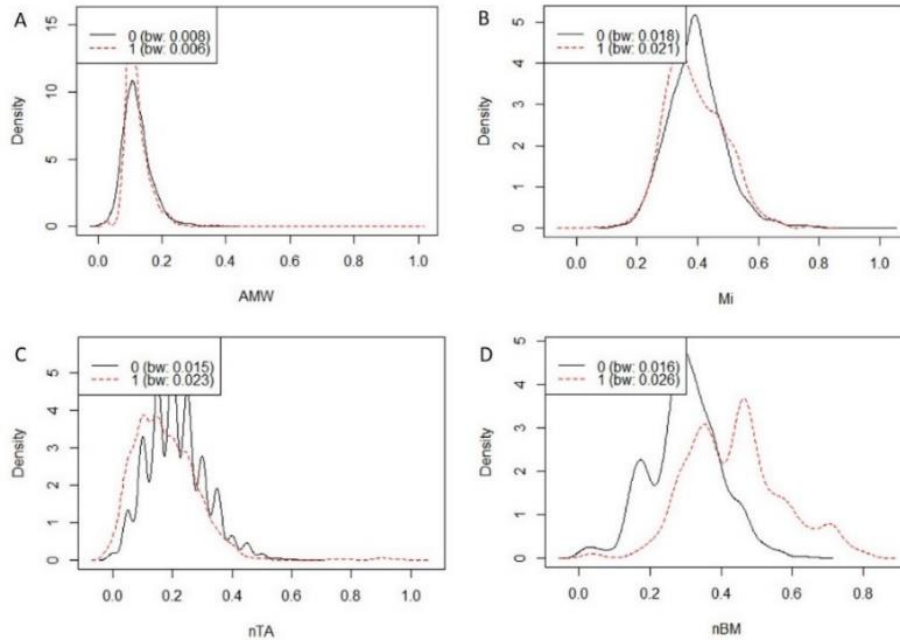 A
0 (bw: 0.008)
1 (bw: 0.006)
Density
15
10
5
0
0.0 0.2 0.4 0.6 0.8 1.0
AMW
B
0 (bw: 0.018)
1 (bw: 0.021)
Density
5
4
3
2
1
0
0.0 0.2 0.4 0.6 0.8 1.0
Mi
C
0 (bw: 0.015)
1 (bw: 0.023)
Density
5
4
3
2
1
0
0.0 0.2 0.4 0.6 0.8 1.0
nTA
D
0 (bw: 0.016)
1 (bw: 0.026)
Density
5
4
3
2
1
0
0.0 0.2 0.4 0.6 0.8
nBM